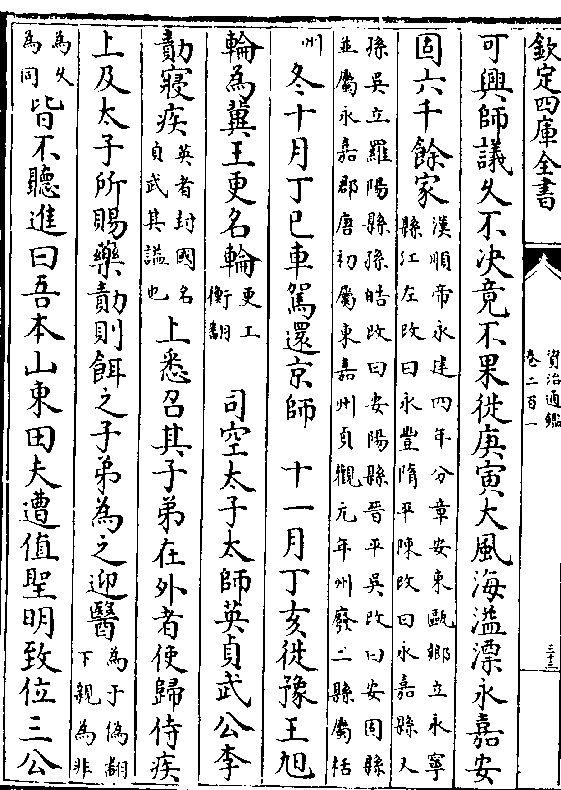 欽定四庫全書
資治通鑑
卷二百一
二十三
可興師議久不决竟不果徙庚寅大風海溢漂永嘉安
固六千餘家漢順帝永建四年分章安東甌鄉立永寧
縣江左改曰永豐隋平陳改曰永嘉縣又
孫吳立羅陽縣孫皓改曰安陽縣晉平吳改曰安固縣
並屬永嘉郡唐初屬東嘉州貞觀元年州廢二縣屬括
州冬十月丁巳車駕還京師 十一月丁亥徙豫王旭
輪為冀王更名輪更工
衡翻 司空太子太師英貞武公李
勣寢疾英者封國名
貞武其諡也上悉召其子弟在外者使歸侍疾
上及太子所賜藥勣則餌之子弟為之迎醫為于偽翻
下親為非
為久
為同皆不聽進曰吾本山東田夫遭值聖明致位三公